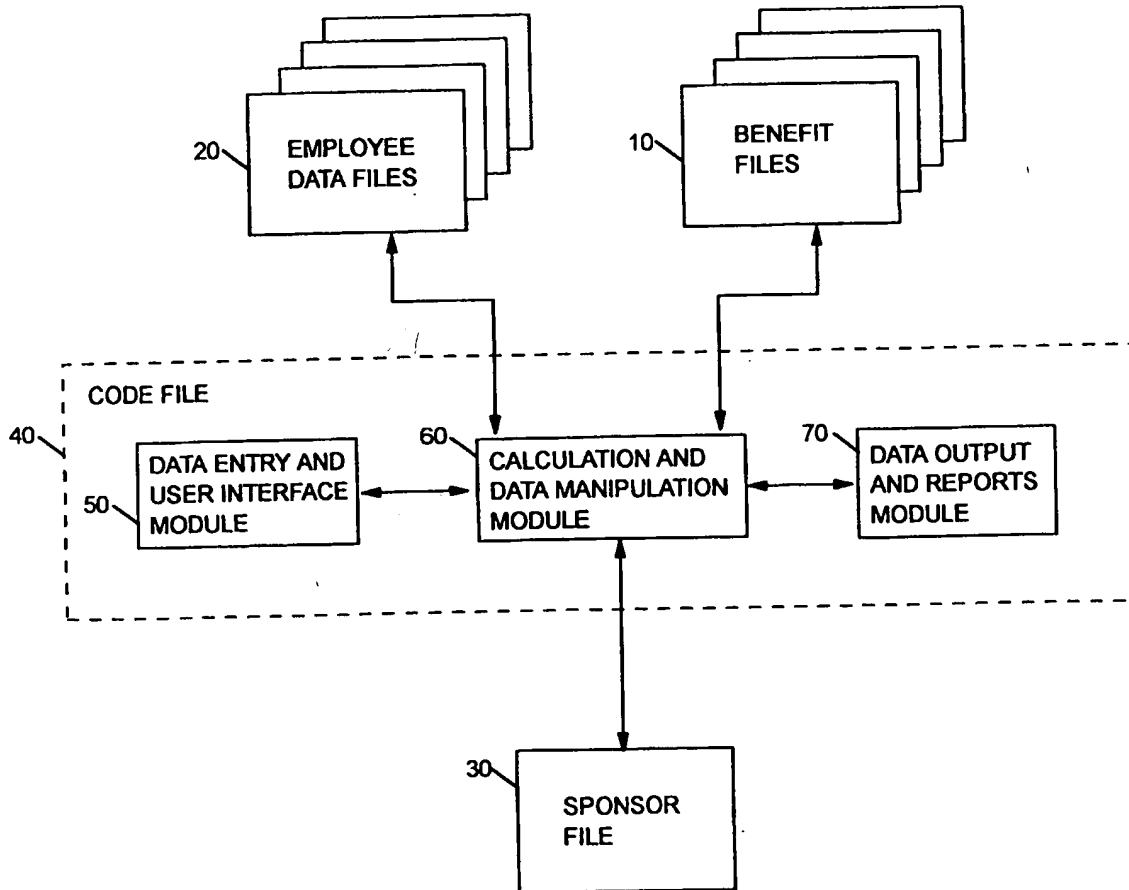 20
EMPLOYEE
DATA FILES
10
BENEFIT
FILES
CODE FILE
40
50
DATA ENTRY AND
USER INTERFACE
MODULE
60
CALCULATION AND
DATA MANIPULATION
MODULE
70
DATA OUTPUT
AND REPORTS
MODULE
30
SPONSOR
FILE